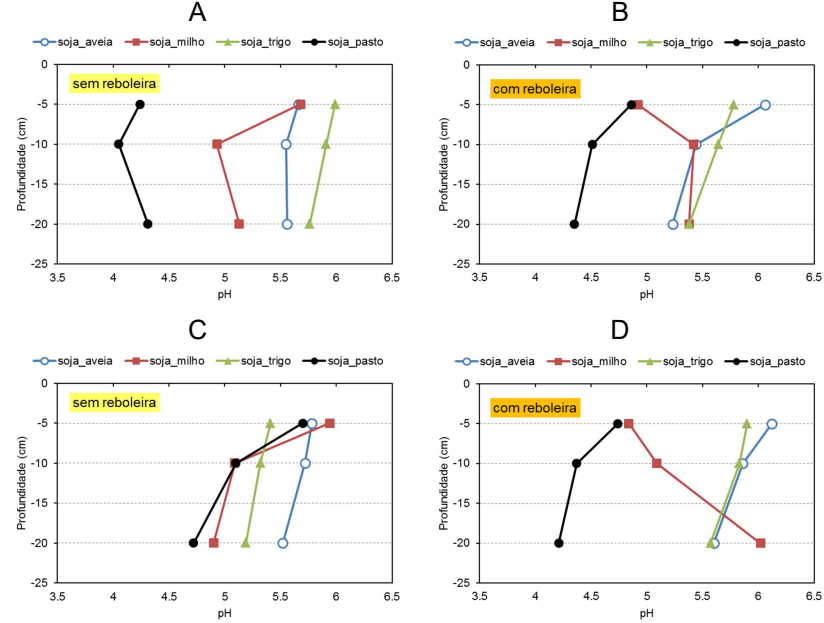 A
soja_aveia soja_milho soja_trigo soja_pasto
sem reboleira
0
-5
-10
-15
-20
-25
Profundidade (cm)
3.5 4 4.5 5 5.5 6 6.5
pH
B
soja_aveia soja_milho soja_trigo soja_pasto
com reboleira
0
-5
-10
-15
-20
-25
Profundidade (cm)
3.5 4 4.5 5 5.5 6 6.5
pH
C
soja_aveia soja_milho soja_trigo soja_pasto
sem reboleira
0
-5
-10
-15
-20
-25
Profundidade (cm)
3.5 4 4.5 5 5.5 6 6.5
pH
D
soja_aveia soja_milho soja_trigo soja_pasto
com reboleira
0
-5
-10
-15
-20
-25
Profundidade (cm)
3.5 4 4.5 5 5.5 6 6.5
pH